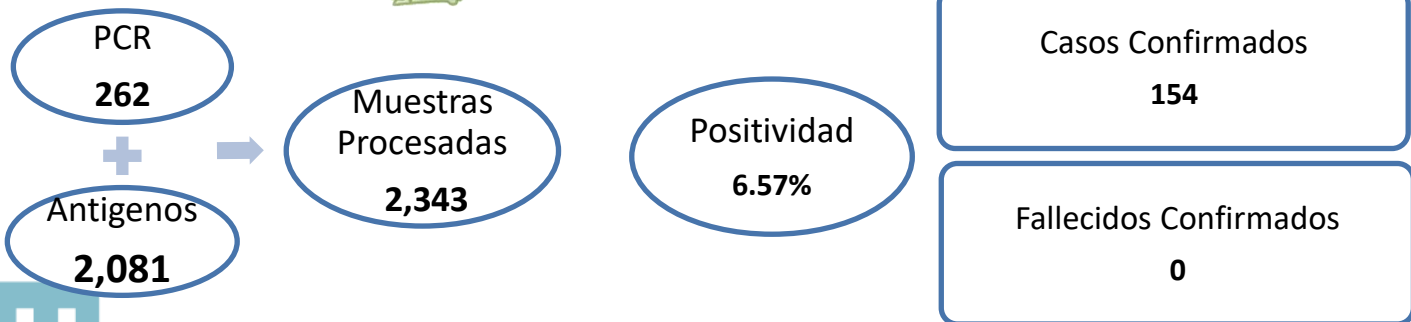 PCR
262
Antigenos
2,081
Muestras
Procesadas
2,343
Positividad
6.57%
Casos Confirmados
154
Fallecidos Confirmados
0